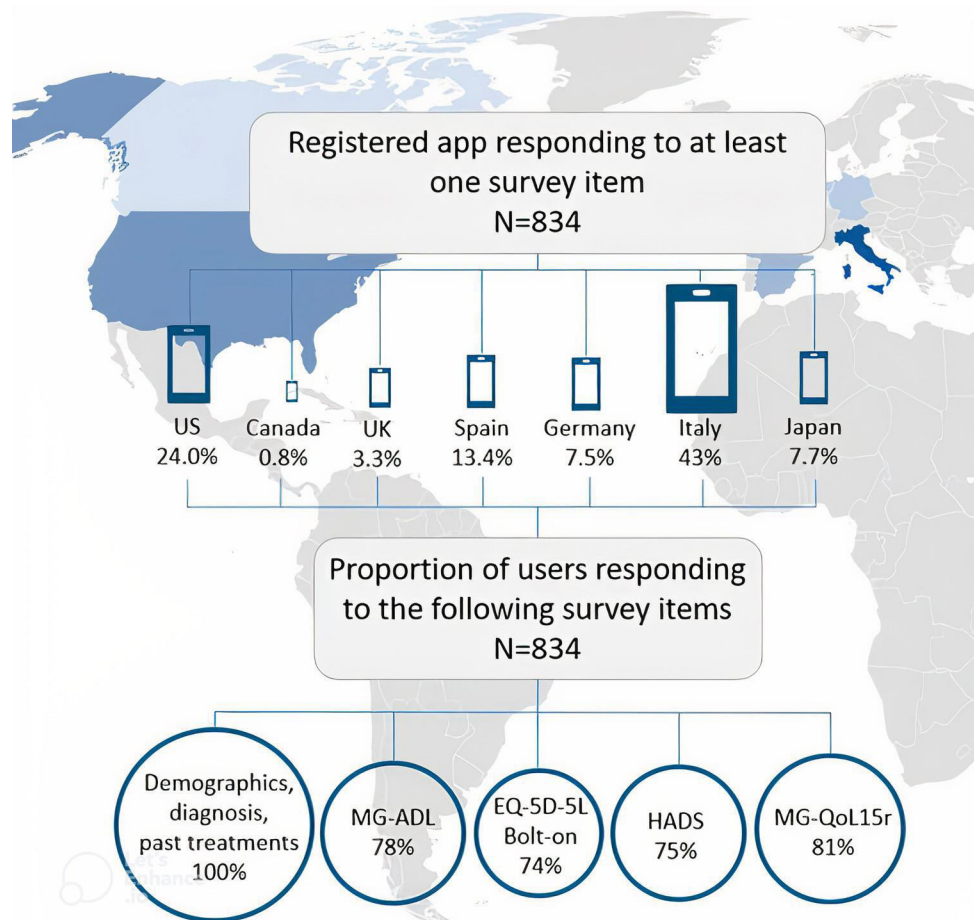 Registered app responding to at least
one survey item
N=834
US
24.0%
Canada
0.8%
UK
3.3%
Spain
13.4%
Germany
7.5%
Italy
43%
Japan
7.7%
Proportion of users responding
to the following survey items
N=834
Demographics,
diagnosis,
past treatments
100%
MG-ADL
78%
EQ-5D-5L
Bolt-on
74%
HADS
75%
MG-QoL15r
81%
Let's
Enhance
.io